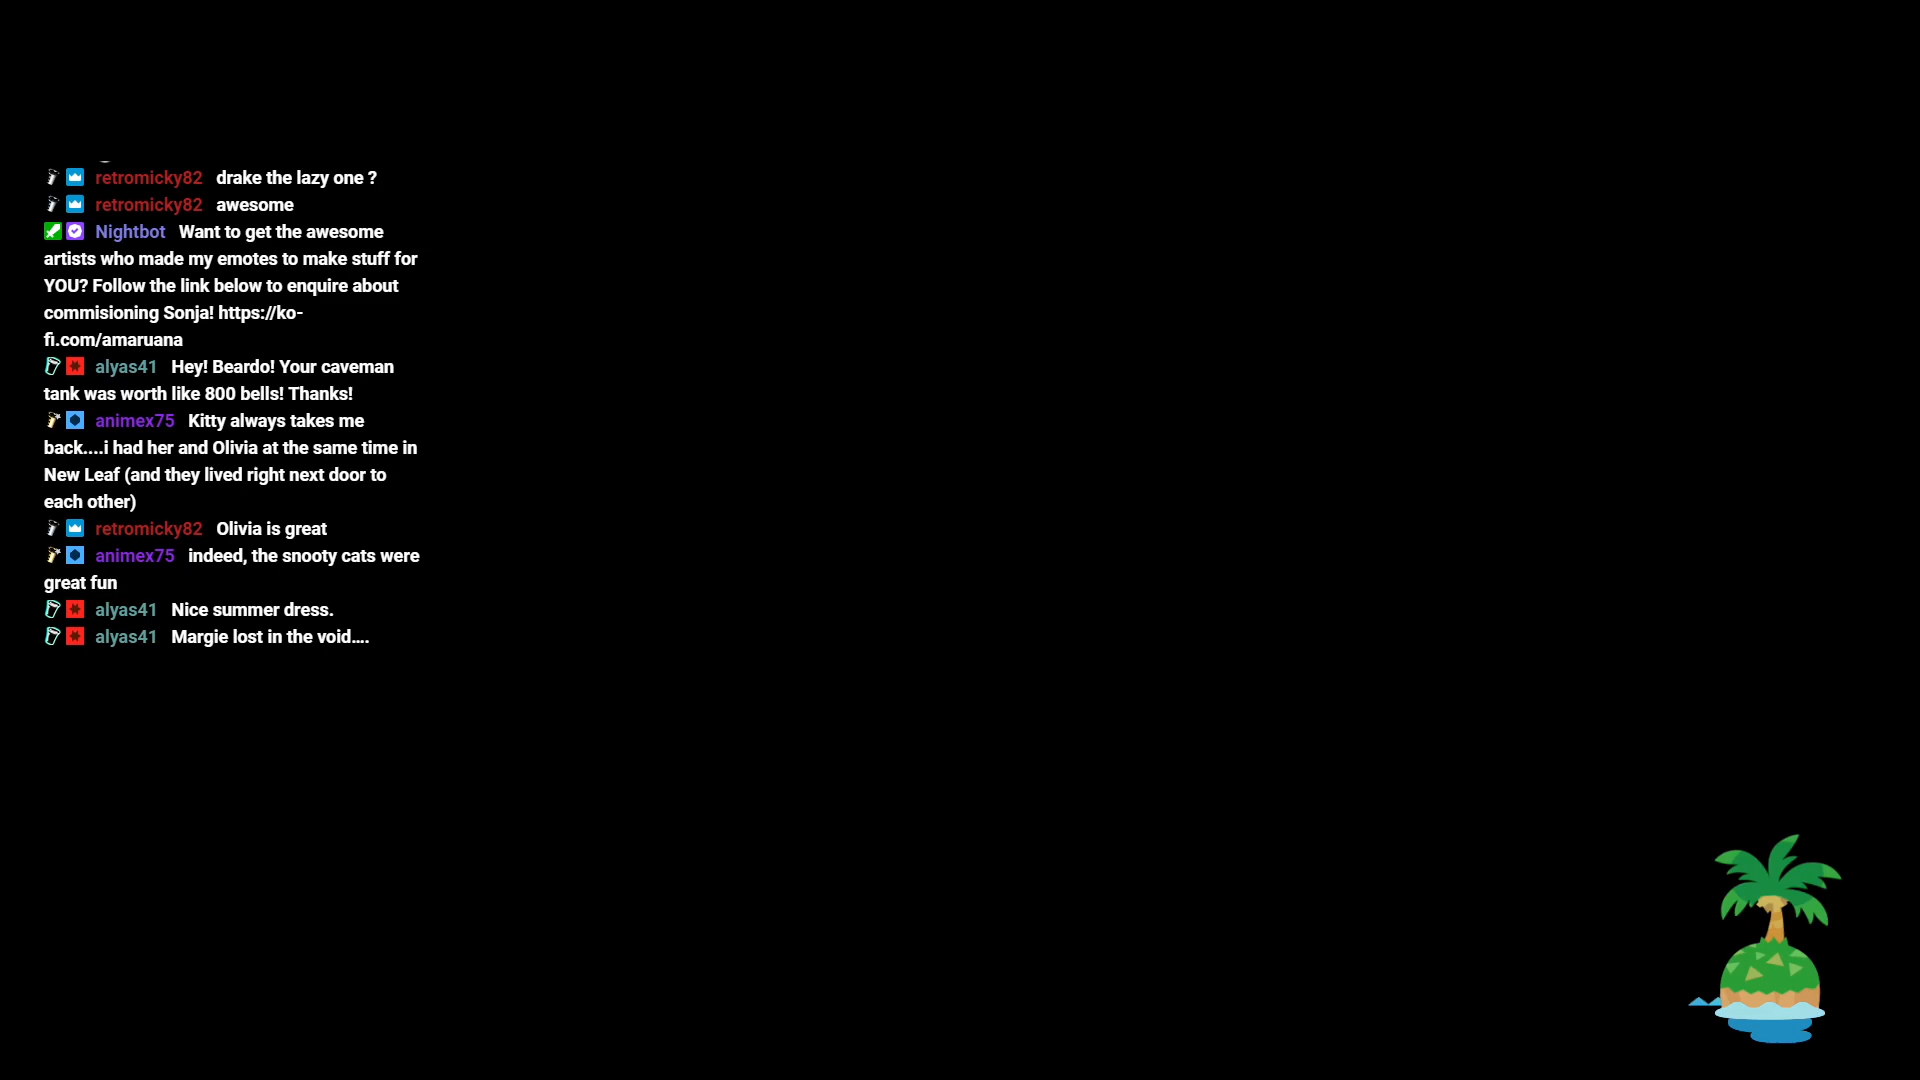 retromicky82 drake the lazy one ?
retromicky82 awesome
Nightbot Want to get the awesome
artists who made my emotes to make stuff for
YOU? Follow the link below to enquire about
commisioning Sonja! https://ko-
fi.com/amaruana
alyas41 Hey! Beardo! Your caveman
tank was worth like 800 bells! Thanks!
animex75 Kitty always takes me
back....i had her and Olivia at the same time in
New Leaf (and they lived right next door to
each other)
retromicky82 Olivia is great
animex75 indeed, the snooty cats were
great fun
alyas41 Nice summer dress.
alyas41 Margie lost in the void....